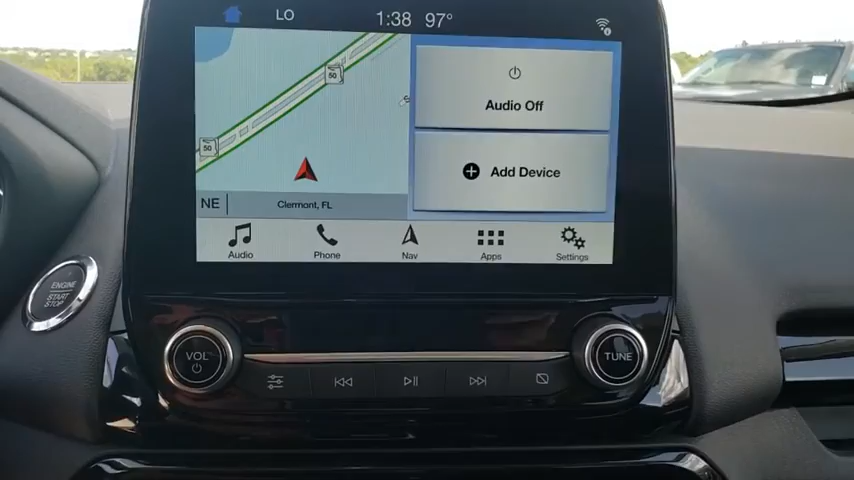 LO 1:38 97°
50
50
Audio Off
Add Device
NE Clermont, FL
Audio Phone Nav Apps Settings
ENGINE
START
STOP
VOL
TUNE